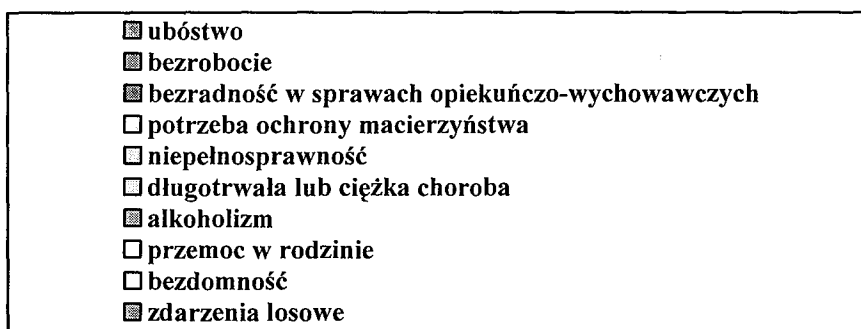 ubóstwo
bezrobocie
bezradność w sprawach opiekuńczo-wychowawczych
potrzeba ochrony macierzyństwa
niepełnosprawność
długotrwała lub ciężka choroba
alkoholizm
przemoc w rodzinie
bezdomność
zdarzenia losowe